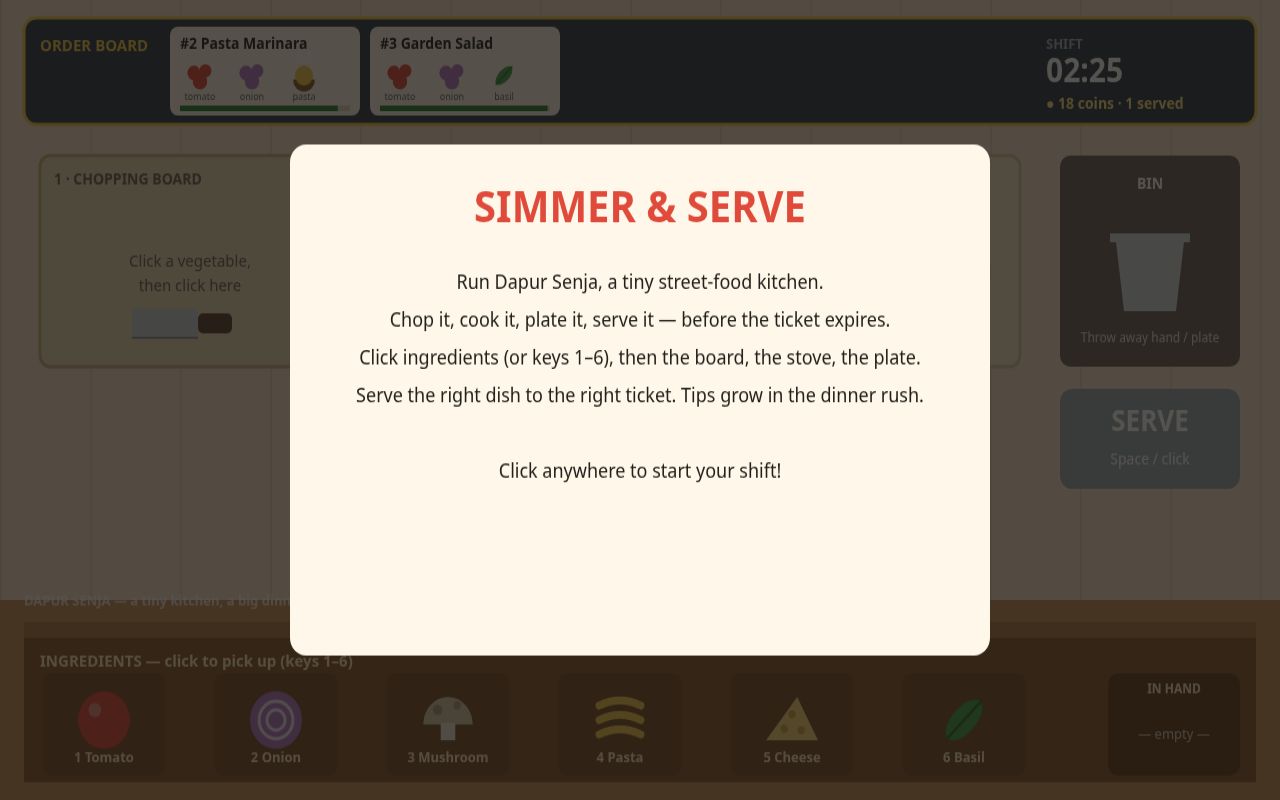 ORDER BOARD
#2 Pasta Marinara
tomato onion pasta
#3 Garden Salad
tomato onion basil
SHIFT
02:25
● 18 coins · 1 served
1 · CHOPPING BOARD
Click a vegetable,
then click here
BIN
Throw away hand / plate
SERVE
Space / click
SIMMER & SERVE
Run Dapur Senja, a tiny street-food kitchen.
Chop it, cook it, plate it, serve it — before the ticket expires.
Click ingredients (or keys 1–6), then the board, the stove, the plate.
Serve the right dish to the right ticket. Tips grow in the dinner rush.
Click anywhere to start your shift!
DAPUR SENJA — a tiny kitchen, a big
INGREDIENTS — click to pick up (keys 1–6)
1 Tomato
2 Onion
3 Mushroom
4 Pasta
5 Cheese
6 Basil
IN HAND
— empty —